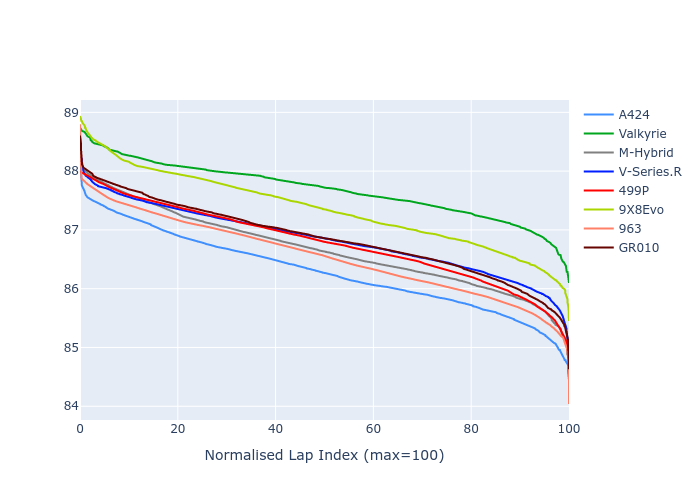 89
88
87
86
85
84
0
20
40
60
80
100
Normalised Lap Index (max=100)
A424
Valkyrie
M-Hybrid
V-Series.R
499P
9X8Evo
963
GR010